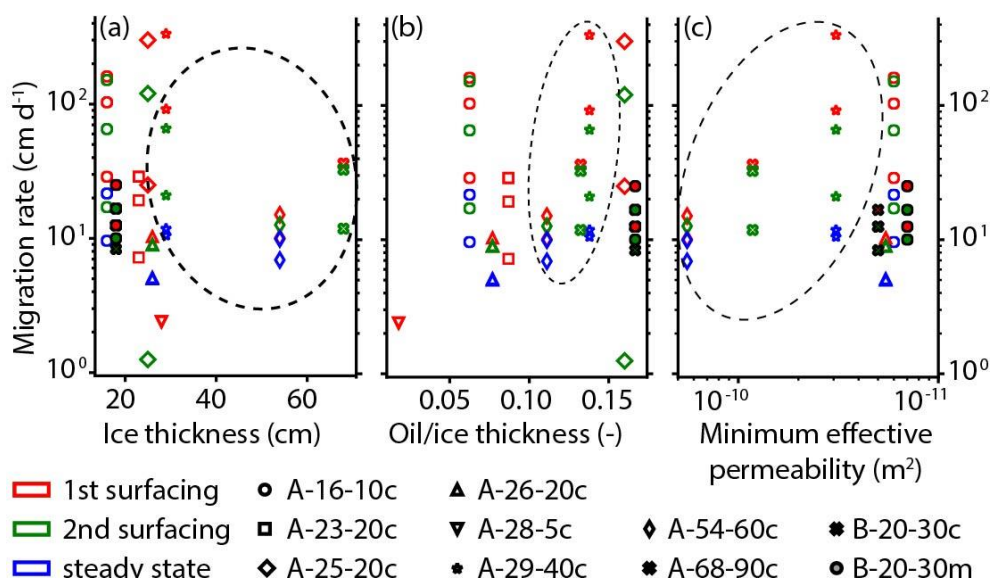 (a) (b) (c)
Migration rate (cm d⁻¹)
10² 10²
10¹ 10¹
10⁰ 10⁰
20 40 60 0.05 0.10 0.15 10⁻¹⁰ 10⁻¹¹
Ice thickness (cm) Oil/ice thickness (-) Minimum effective
permeability (m²)
1st surfacing A-16-10c A-26-20c
2nd surfacing A-23-20c A-28-5c A-54-60c B-20-30c
steady state A-25-20c A-29-40c A-68-90c B-20-30m